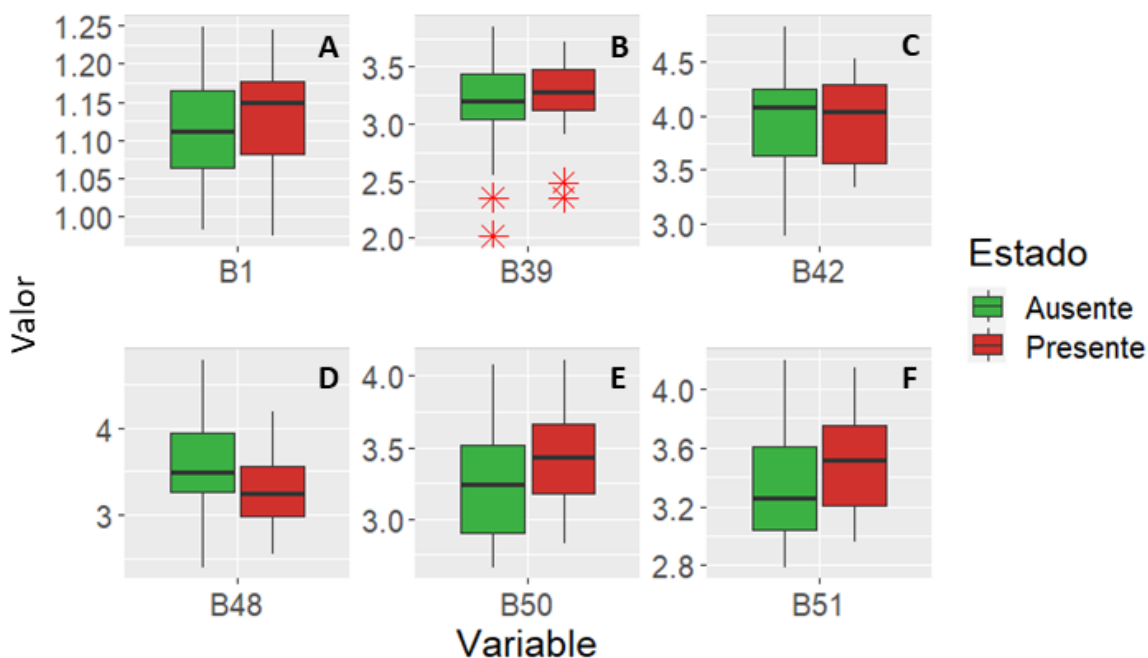 1.25
1.20
1.15
1.10
1.05
1.00
A
B1
3.5
3.0
2.5
2.0
B
B39
4.5
4.0
3.5
3.0
C
B42
Valor
4
3
D
B48
4.0
3.5
3.0
E
B50
4.0
3.6
3.2
2.8
F
B51
Variable
Estado
Ausente
Presente